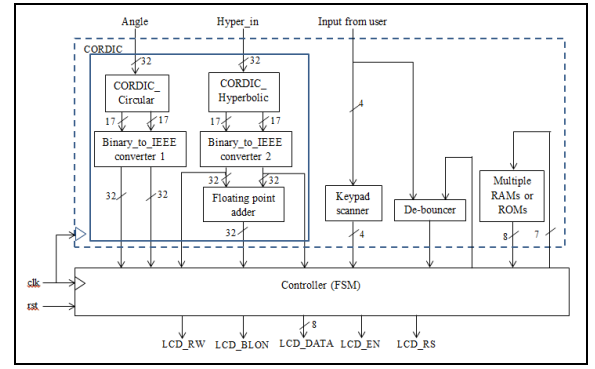 Angle Hyper_in Input from user
CORDIC
32 32
CORDIC_
Circular
CORDIC_
Hyperbolic
4
17 17 17 17
Binary_to_IEEE
converter 1
Binary_to_IEEE
converter 2
32 32
32 32
Floating point
adder
Keypad
scanner
De-bouncer
Multiple
RAMs or
ROMs
32 4 8 7
clk
rst
Controller (FSM)
8
LCD_RW LCD_BLON LCD_DATA LCD_EN LCD_RS